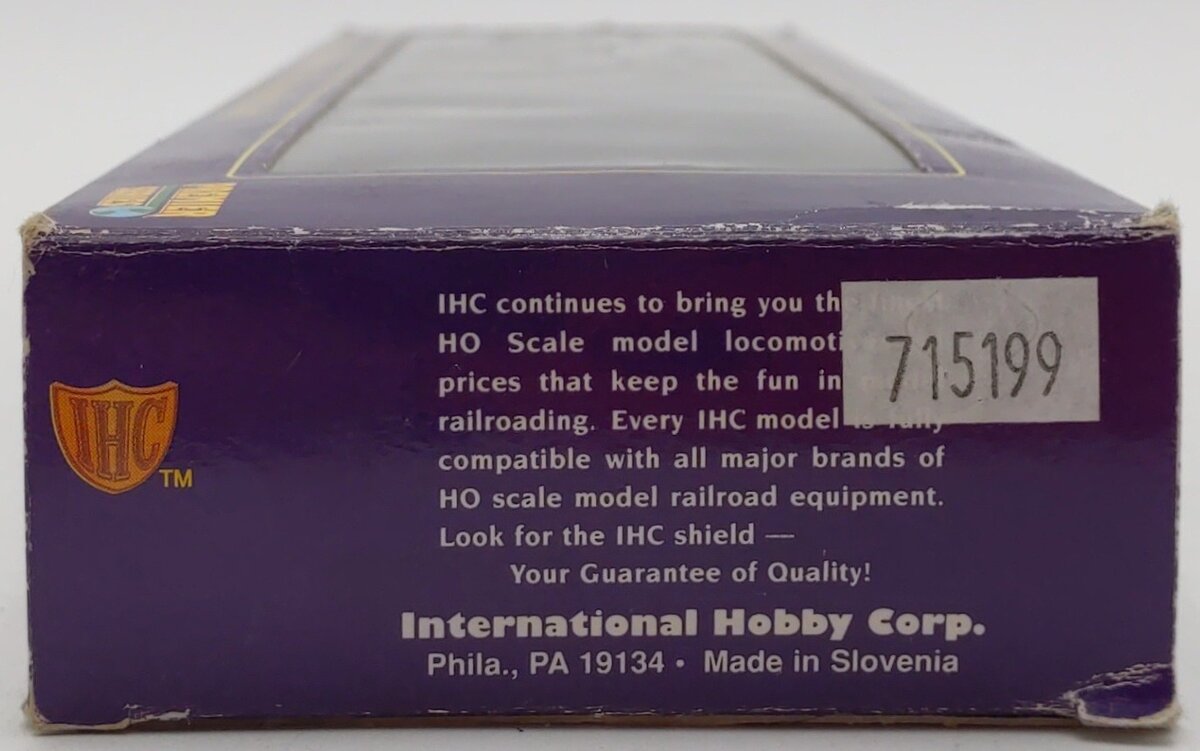 IHC continues to bring you th
HO Scale model locomoti
prices that keep the fun in
railroading. Every IHC model is fully
compatible with all major brands of
HO scale model railroad equipment.
Look for the IHC shield —
Your Guarantee of Quality!
International Hobby Corp.
Phila., PA 19134 • Made in Slovenia
715199
IHC
TM